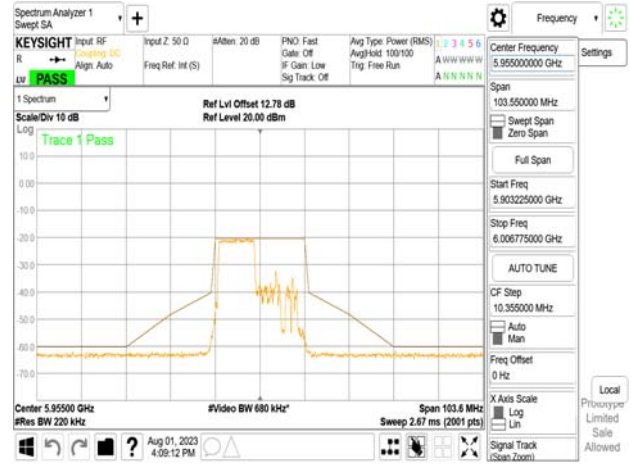 Spectrum Analyzer 1
Swept SA
+
Frequency
KEYSIGHT Input: RF Input Z: 50 Ω #Atten: 20 dB PNO: Fast Avg Type: Power (RMS) 1 2 3 4 5 6
R Coupling: DC Gate: Off Avg|Hold: 100/100 A W W W W W
Align: Auto Freq Ref: Int (S) IF Gain: Low Trig: Free Run
LW PASS Sig Track: Off A N N N N N
1 Spectrum
Ref Lvl Offset 12.78 dB
Scale/Div 10 dB Ref Level 20.00 dBm
Log
Trace 1 Pass
10.0
0.00
-10.0
-20.0
-30.0
-40.0
-50.0
-60.0
-70.0
Center 5.95500 GHz #Video BW 680 kHz* Span 103.6 MHz
#Res BW 220 kHz Sweep 2.67 ms (2001 pts)
? Aug 01, 2023
4:09:12 PM
Center Frequency
5.955000000 GHz
Settings
Span
103.550000 MHz
Swept Span
Zero Span
Full Span
Start Freq
5.903225000 GHz
Stop Freq
6.006775000 GHz
AUTO TUNE
CF Step
10.355000 MHz
Auto
Man
Freq Offset
0 Hz
X Axis Scale
Log
Lin
Signal Track
(Span Zoom)
Local
Prototype
Limited
Sale
Allowed